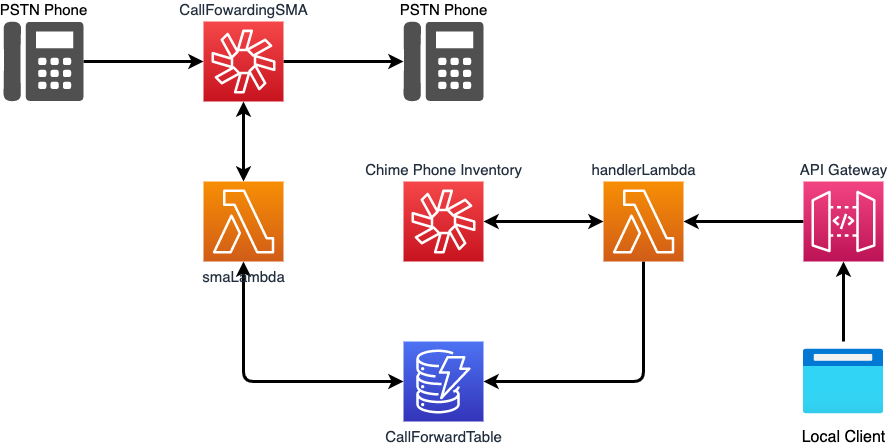 PSTN Phone
CallFowardingSMA
PSTN Phone
Chime Phone Inventory
handlerLambda
API Gateway
</>
smaLambda
CallForwardTable
Local Client